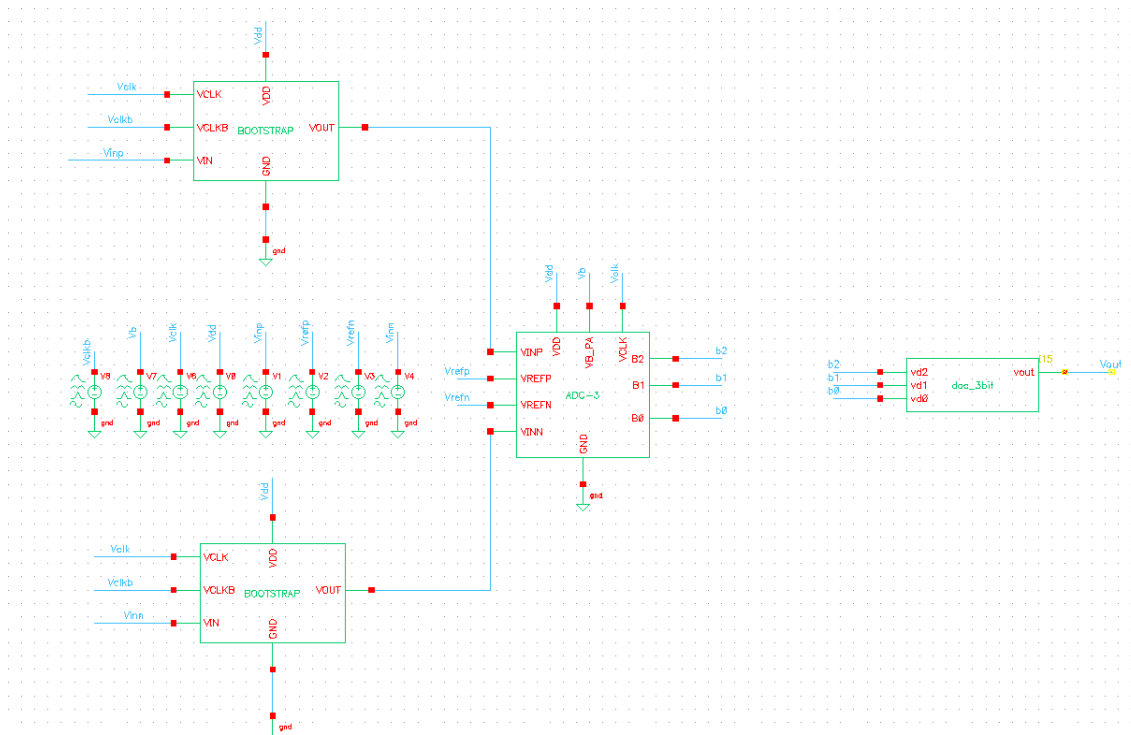 Vdd
Vclk
VCLK
VDD
Vclkb
VCLKB
BOOTSTRAP
VOUT
Vinp
VIN
GND
gnd
Vdd
Vb
Vclk
Vclkb
Vb
Vclk
Vdd
Vinp
Vrefp
Vrefn
Vinn
V7
V6
V1
V2
V3
V4
gnd
gnd
gnd
gnd
gnd
gnd
gnd
gnd
VDD
VB_PA
VCLK
VINP
B2
b2
Vrefp
VREFP
B1
b1
ADC-3
Vrefn
VREFN
B0
b0
VINN
GND
gnd
I15
b2
vd2
vout
Vout
b1
vd1
dac_3bit
b0
vd0
Vdd
Vclk
VCLK
VDD
Vclkb
VCLKB
BOOTSTRAP
VOUT
Vinn
VIN
GND
gnd